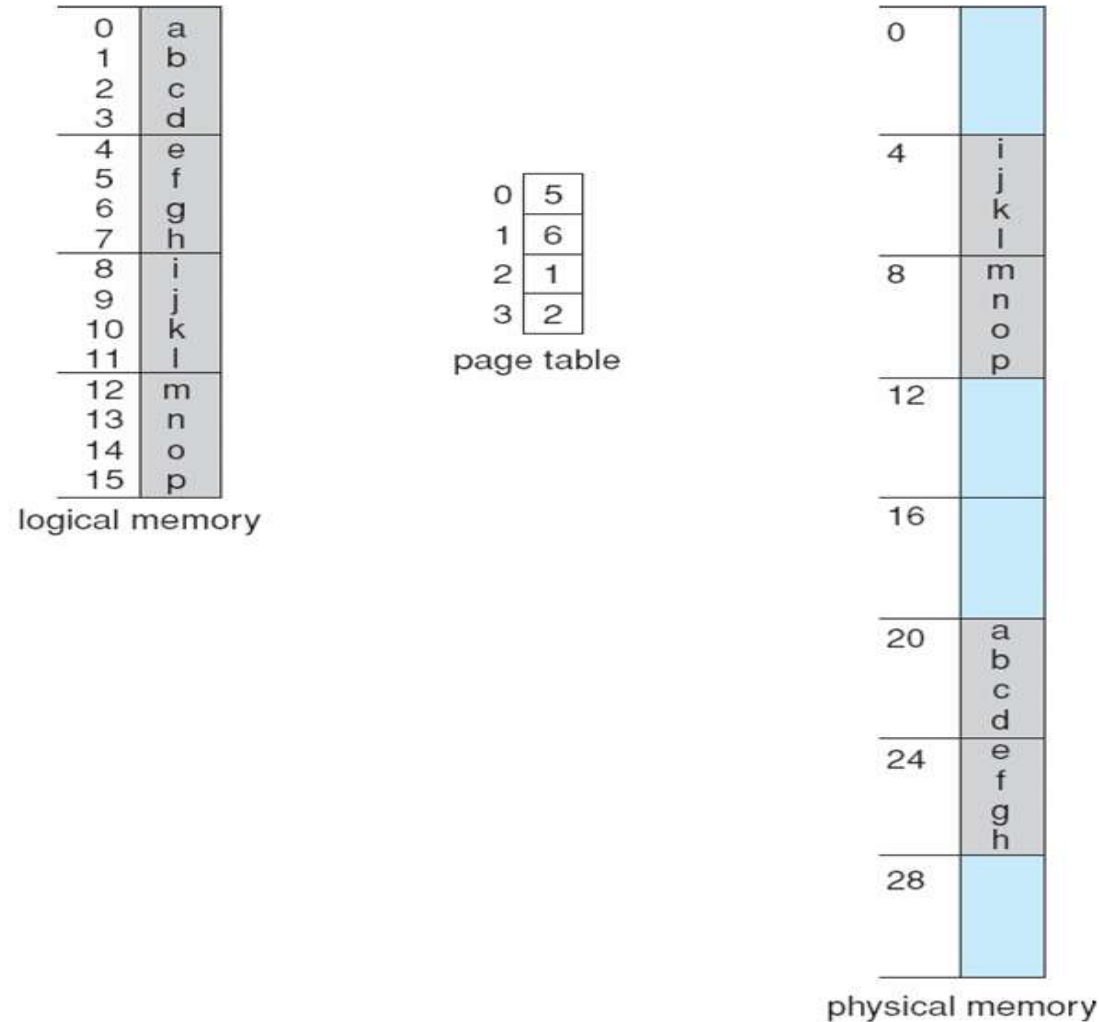 0 a
1 b
2 c
3 d
4 e
5 f
6 g
7 h
8 i
9 j
10 k
11 l
12 m
13 n
14 o
15 p
logical memory
0 5
1 6
2 1
3 2
page table
0
4 i
j
k
l
8 m
n
o
p
12
16
20 a
b
c
d
24 e
f
g
h
28
physical memory